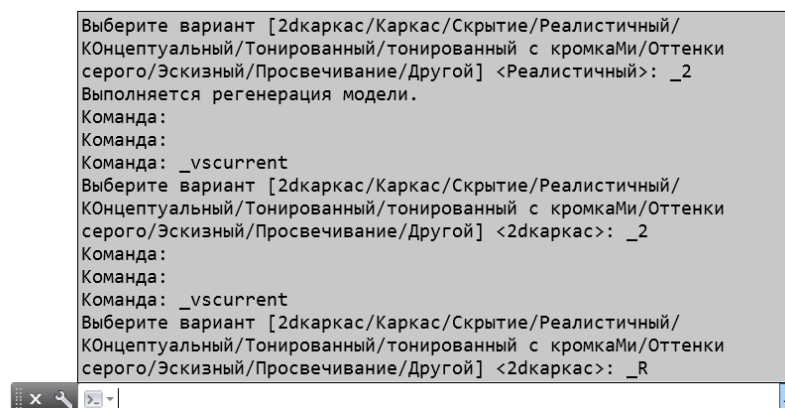 Выберите вариант [2dкаркас/Каркас/Скрытие/Реалистичный/
КОнцептуальный/Тонированный/тонированный с кромкаМи/Оттенки
серого/Эскизный/Просвечивание/Другой] <Реалистичный>: _2
Выполняется регенерация модели.
Команда:
Команда:
Команда: _vscurrent
Выберите вариант [2dкаркас/Каркас/Скрытие/Реалистичный/
КОнцептуальный/Тонированный/тонированный с кромкаМи/Оттенки
серого/Эскизный/Просвечивание/Другой] <2dкаркас>: _2
Команда:
Команда:
Команда: _vscurrent
Выберите вариант [2dкаркас/Каркас/Скрытие/Реалистичный/
КОнцептуальный/Тонированный/тонированный с кромкаМи/Оттенки
серого/Эскизный/Просвечивание/Другой] <2dкаркас>: _R